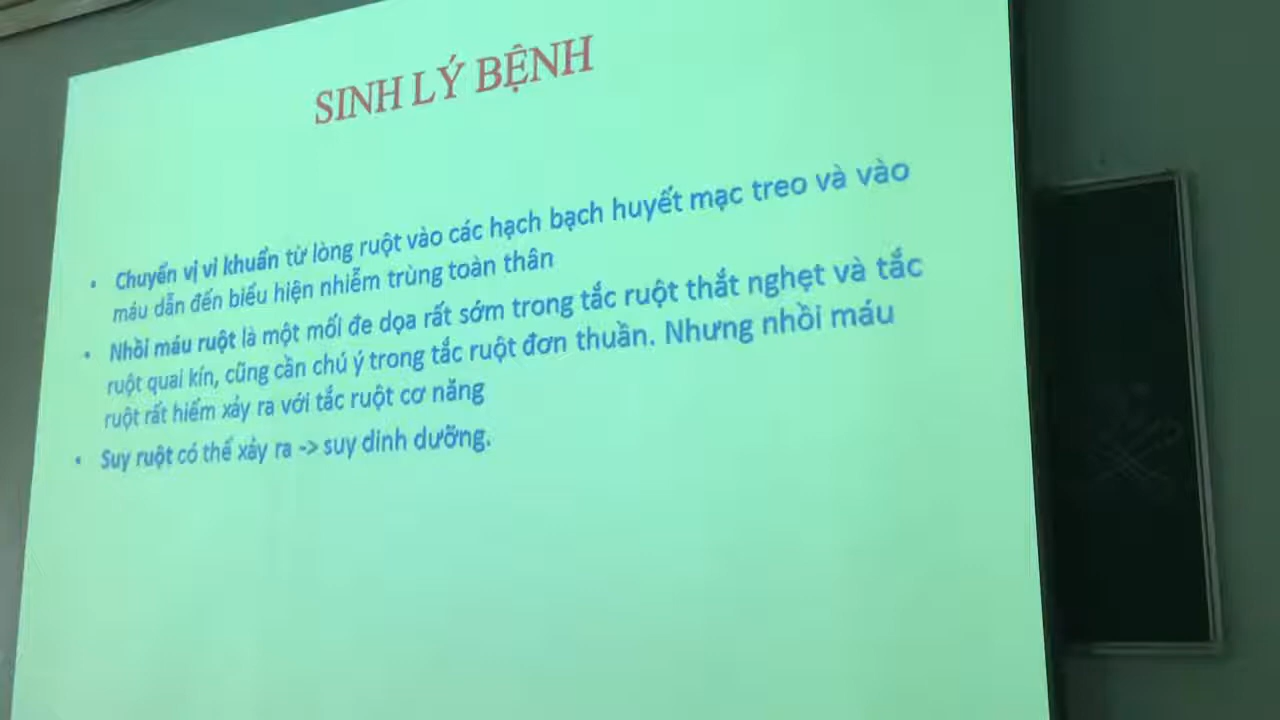 SINH LÝ BỆNH
• Chuyển vị vi khuẩn từ lòng ruột vào các hạch bạch huyết mạc treo và vào
máu dẫn đến biểu hiện nhiễm trùng toàn thân
• Nhồi máu ruột là một mối đe dọa rất sớm trong tắc ruột thắt nghẹt và tắc
ruột quai kín, cũng cần chú ý trong tắc ruột đơn thuần. Nhưng nhồi máu
ruột rất hiếm xảy ra với tắc ruột cơ năng
• Suy ruột có thể xảy ra -> suy dinh dưỡng.